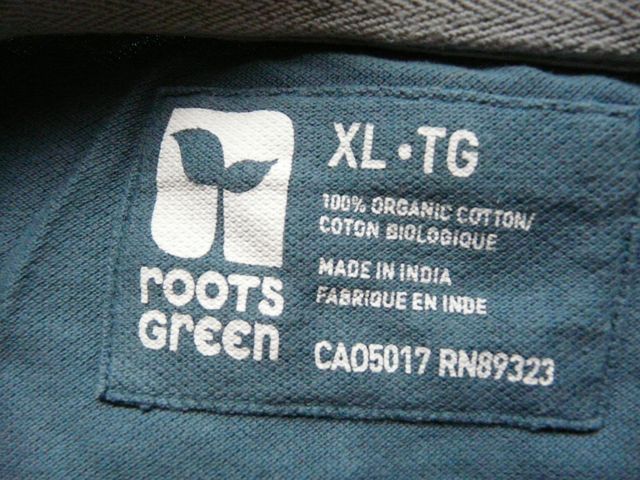 XL•TG
100% ORGANIC COTTON/
COTON BIOLOGIQUE
MADE IN INDIA
FABRIQUE EN INDE
CA05017 RN89323
roots
green